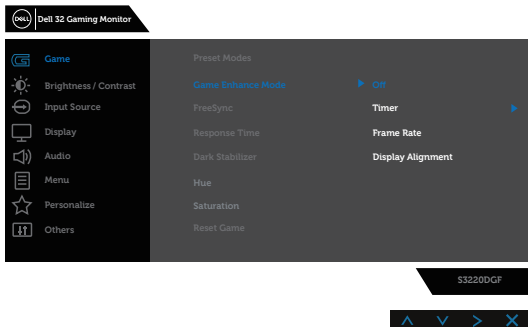 DELL Dell 32 Gaming Monitor
Game
Brightness / Contrast
Input Source
Display
Audio
Menu
Personalize
Others
Preset Modes
Game Enhance Mode
FreeSync
Response Time
Dark Stabilizer
Hue
Saturation
Reset Game
Off
Timer
Frame Rate
Display Alignment
S3220DGF